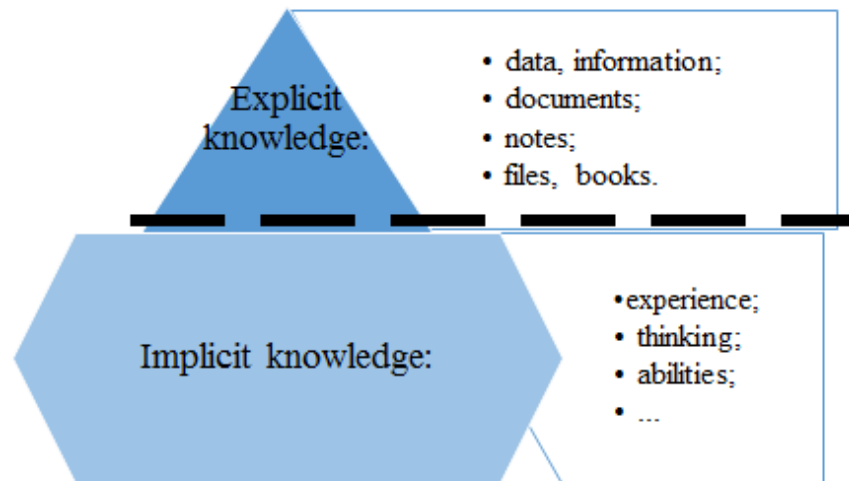 Explicit
knowledge:
• data, information;
• documents;
• notes;
• files, books.
Implicit knowledge:
•experience;
• thinking;
• abilities;
• ...